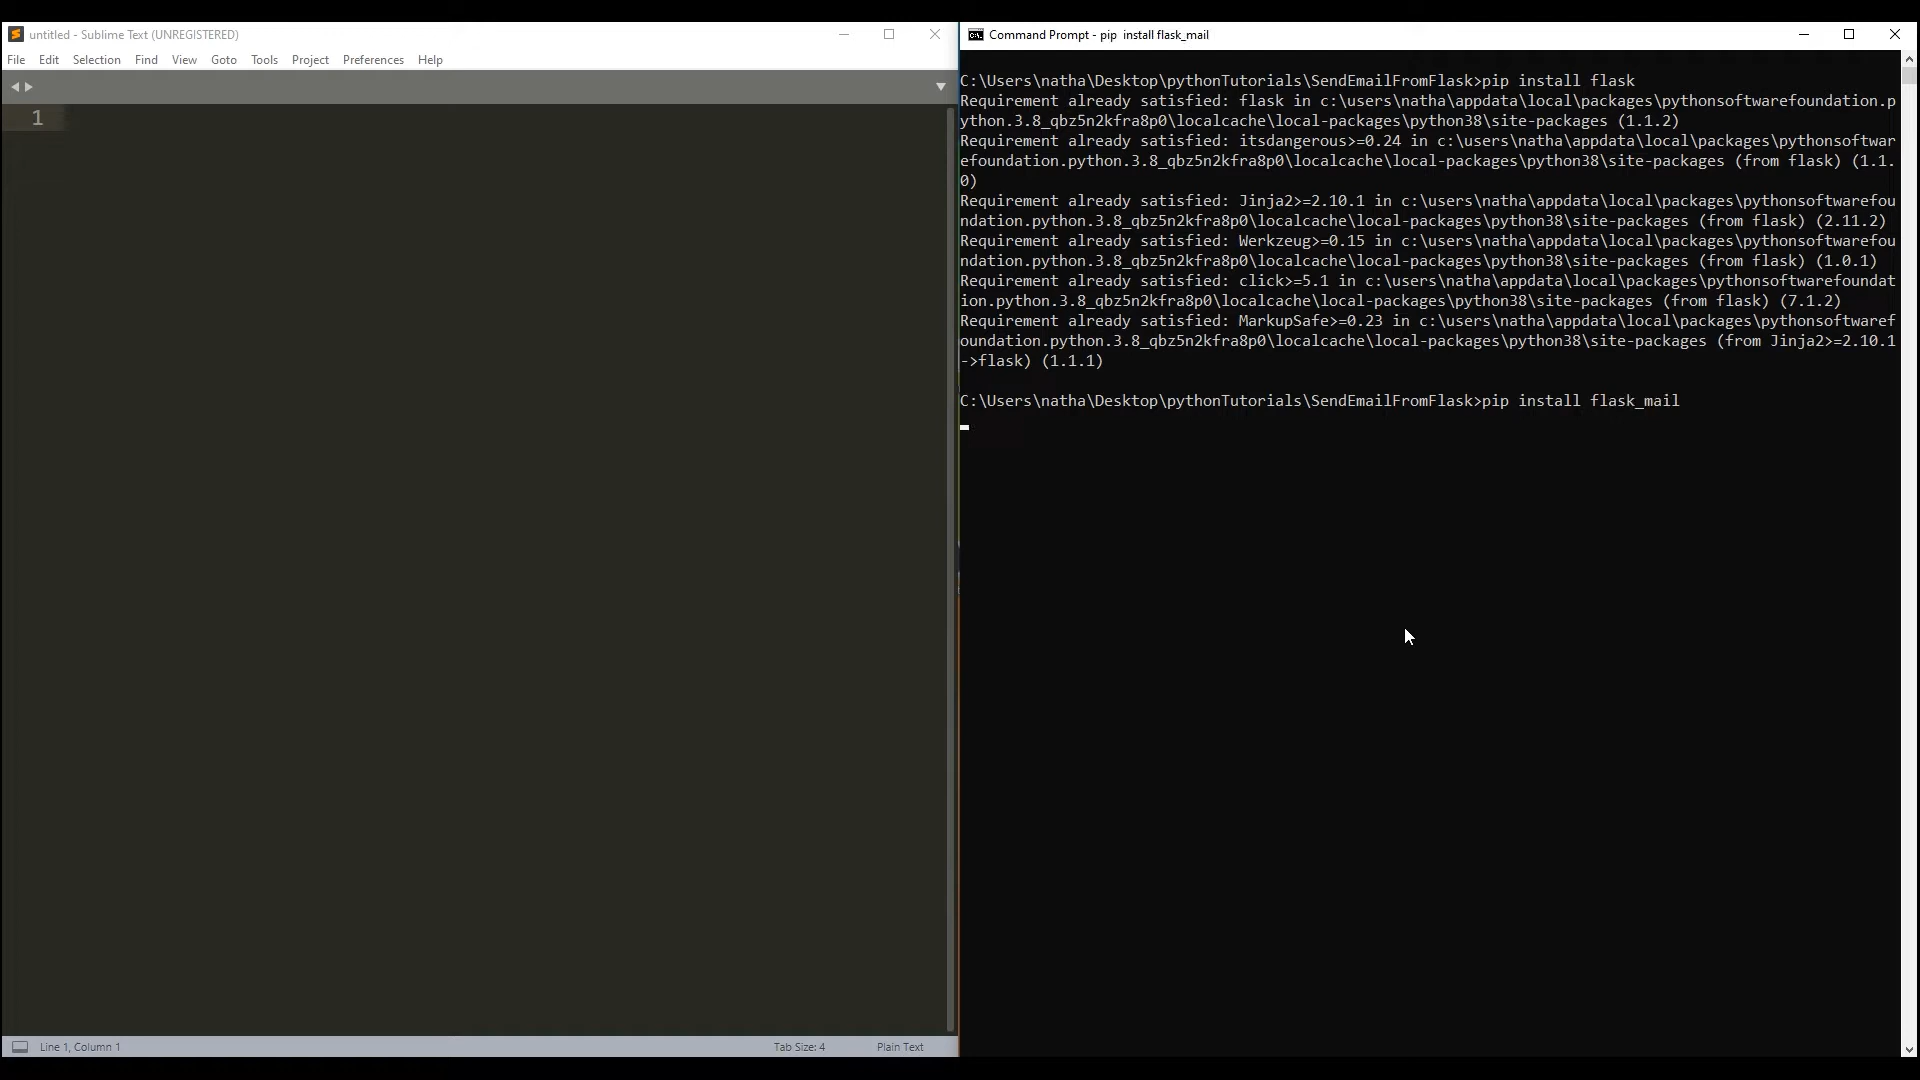 untitled - Sublime Text (UNREGISTERED)
File Edit Selection Find View Goto Tools Project Preferences Help
1
Line 1, Column 1
Tab Size: 4
Plain Text
Command Prompt - pip  install flask_mail
C:\Users\natha\Desktop\pythonTutorials\SendEmailFromFlask>pip install flask
Requirement already satisfied: flask in c:\users\natha\appdata\local\packages\pythonsoftwarefoundation.p
ython.3.8_qbz5n2kfra8p0\localcache\local-packages\python38\site-packages (1.1.2)
Requirement already satisfied: itsdangerous>=0.24 in c:\users\natha\appdata\local\packages\pythonsoftwar
efoundation.python.3.8_qbz5n2kfra8p0\localcache\local-packages\python38\site-packages (from flask) (1.1.
0)
Requirement already satisfied: Jinja2>=2.10.1 in c:\users\natha\appdata\local\packages\pythonsoftwarefou
ndation.python.3.8_qbz5n2kfra8p0\localcache\local-packages\python38\site-packages (from flask) (2.11.2)
Requirement already satisfied: Werkzeug>=0.15 in c:\users\natha\appdata\local\packages\pythonsoftwarefou
ndation.python.3.8_qbz5n2kfra8p0\localcache\local-packages\python38\site-packages (from flask) (1.0.1)
Requirement already satisfied: click>=5.1 in c:\users\natha\appdata\local\packages\pythonsoftwarefoundat
ion.python.3.8_qbz5n2kfra8p0\localcache\local-packages\python38\site-packages (from flask) (7.1.2)
Requirement already satisfied: MarkupSafe>=0.23 in c:\users\natha\appdata\local\packages\pythonsoftwaref
oundation.python.3.8_qbz5n2kfra8p0\localcache\local-packages\python38\site-packages (from Jinja2>=2.10.1
->flask) (1.1.1)
C:\Users\natha\Desktop\pythonTutorials\SendEmailFromFlask>pip install flask_mail